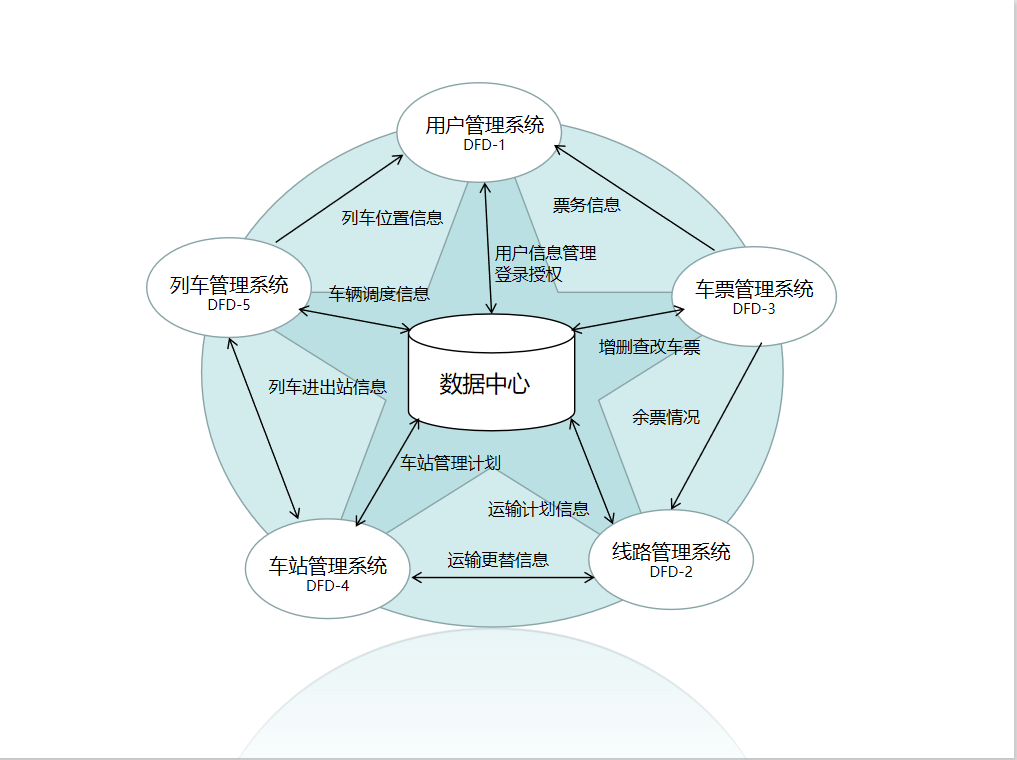 用户管理系统
DFD-1
列车位置信息
票务信息
用户信息管理
登录授权
列车管理系统
DFD-5
车辆调度信息
车票管理系统
DFD-3
增删查改车票
数据中心
列车进出站信息
余票情况
车站管理计划
运输计划信息
车站管理系统
DFD-4
运输更替信息
线路管理系统
DFD-2